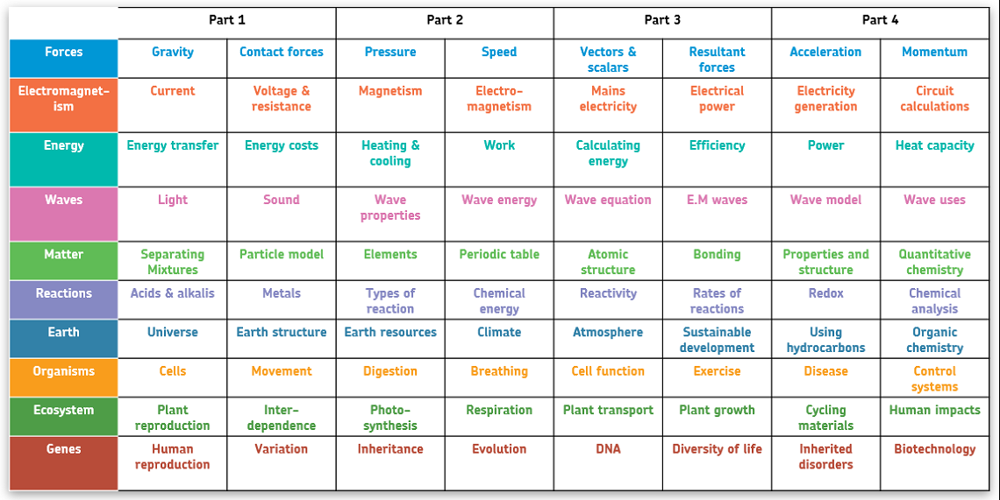 Part 1 Part 2 Part 3 Part 4
Forces Gravity Contact forces Pressure Speed Vectors & Resultant Acceleration Momentum
scalars forces
Electromagnet- Current Voltage & Magnetism Electro- Mains Electrical Electricity Circuit
ism resistance magnetism electricity power generation calculations
Energy Energy transfer Energy costs Heating & Work Calculating Efficiency Power Heat capacity
cooling energy
Waves Light Sound Wave Wave energy Wave equation E.M waves Wave model Wave uses
properties
Matter Separating Particle model Elements Periodic table Atomic Bonding Properties and Quantitative
Mixtures structure structure chemistry
Reactions Acids & alkalis Metals Types of Chemical Reactivity Rates of Redox Chemical
reaction energy reactions analysis
Earth Universe Earth structure Earth resources Climate Atmosphere Sustainable Using Organic
development hydrocarbons chemistry
Organisms Cells Movement Digestion Breathing Cell function Exercise Disease Control
systems
Ecosystem Plant Inter- Photo- Respiration Plant transport Plant growth Cycling Human impacts
reproduction dependence synthesis materials
Genes Human Variation Inheritance Evolution DNA Diversity of life Inherited Biotechnology
reproduction disorders